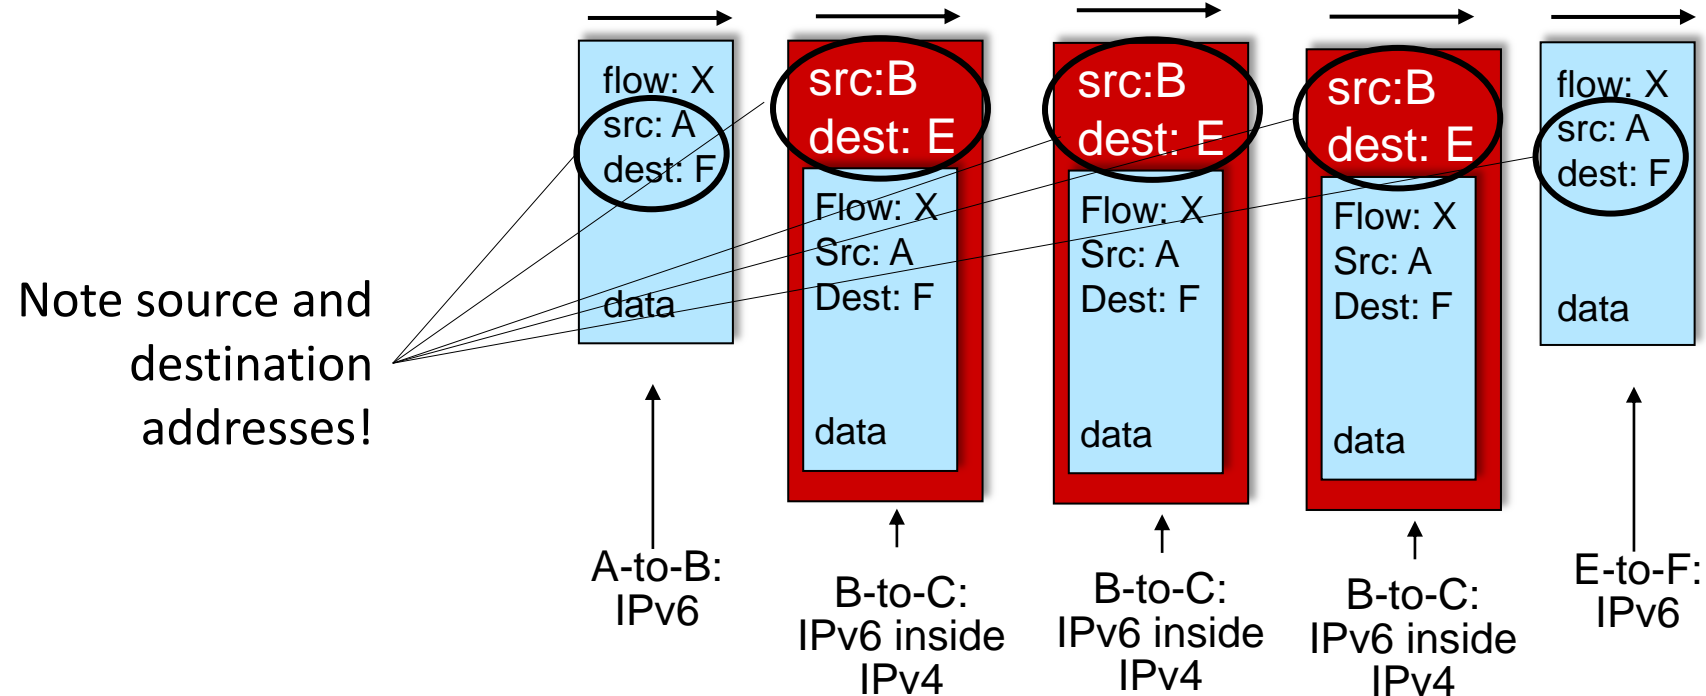 Note source and
destination
addresses!
flow: X
src: A
dest: F
data
A-to-B:
IPv6
src:B
dest: E
Flow: X
Src: A
Dest: F
data
B-to-C:
IPv6 inside
IPv4
src:B
dest: E
Flow: X
Src: A
Dest: F
data
B-to-C:
IPv6 inside
IPv4
src:B
dest: E
Flow: X
Src: A
Dest: F
data
B-to-C:
IPv6 inside
IPv4
flow: X
src: A
dest: F
data
E-to-F:
IPv6